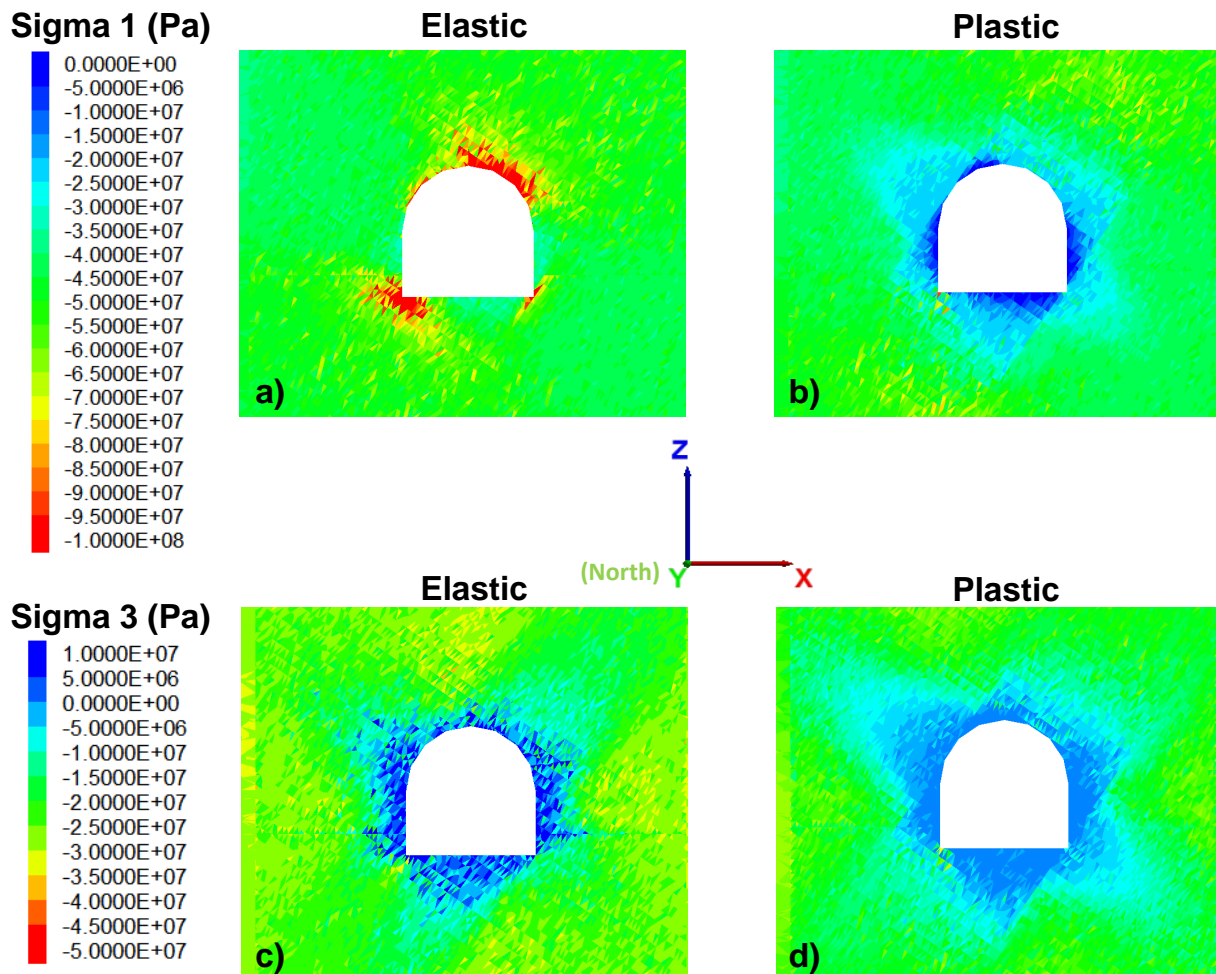 Sigma 1 (Pa)
Elastic
Plastic
0.0000E+00
-5.0000E+06
-1.0000E+07
-1.5000E+07
-2.0000E+07
-2.5000E+07
-3.0000E+07
-3.5000E+07
-4.0000E+07
-4.5000E+07
-5.0000E+07
-5.5000E+07
-6.0000E+07
-6.5000E+07
-7.0000E+07
-7.5000E+07
-8.0000E+07
-8.5000E+07
-9.0000E+07
-9.5000E+07
-1.0000E+08
a)
b)
Z
(North)
Y
X
Sigma 3 (Pa)
Elastic
Plastic
1.0000E+07
5.0000E+06
0.0000E+00
-5.0000E+06
-1.0000E+07
-1.5000E+07
-2.0000E+07
-2.5000E+07
-3.0000E+07
-3.5000E+07
-4.0000E+07
-4.5000E+07
-5.0000E+07
c)
d)